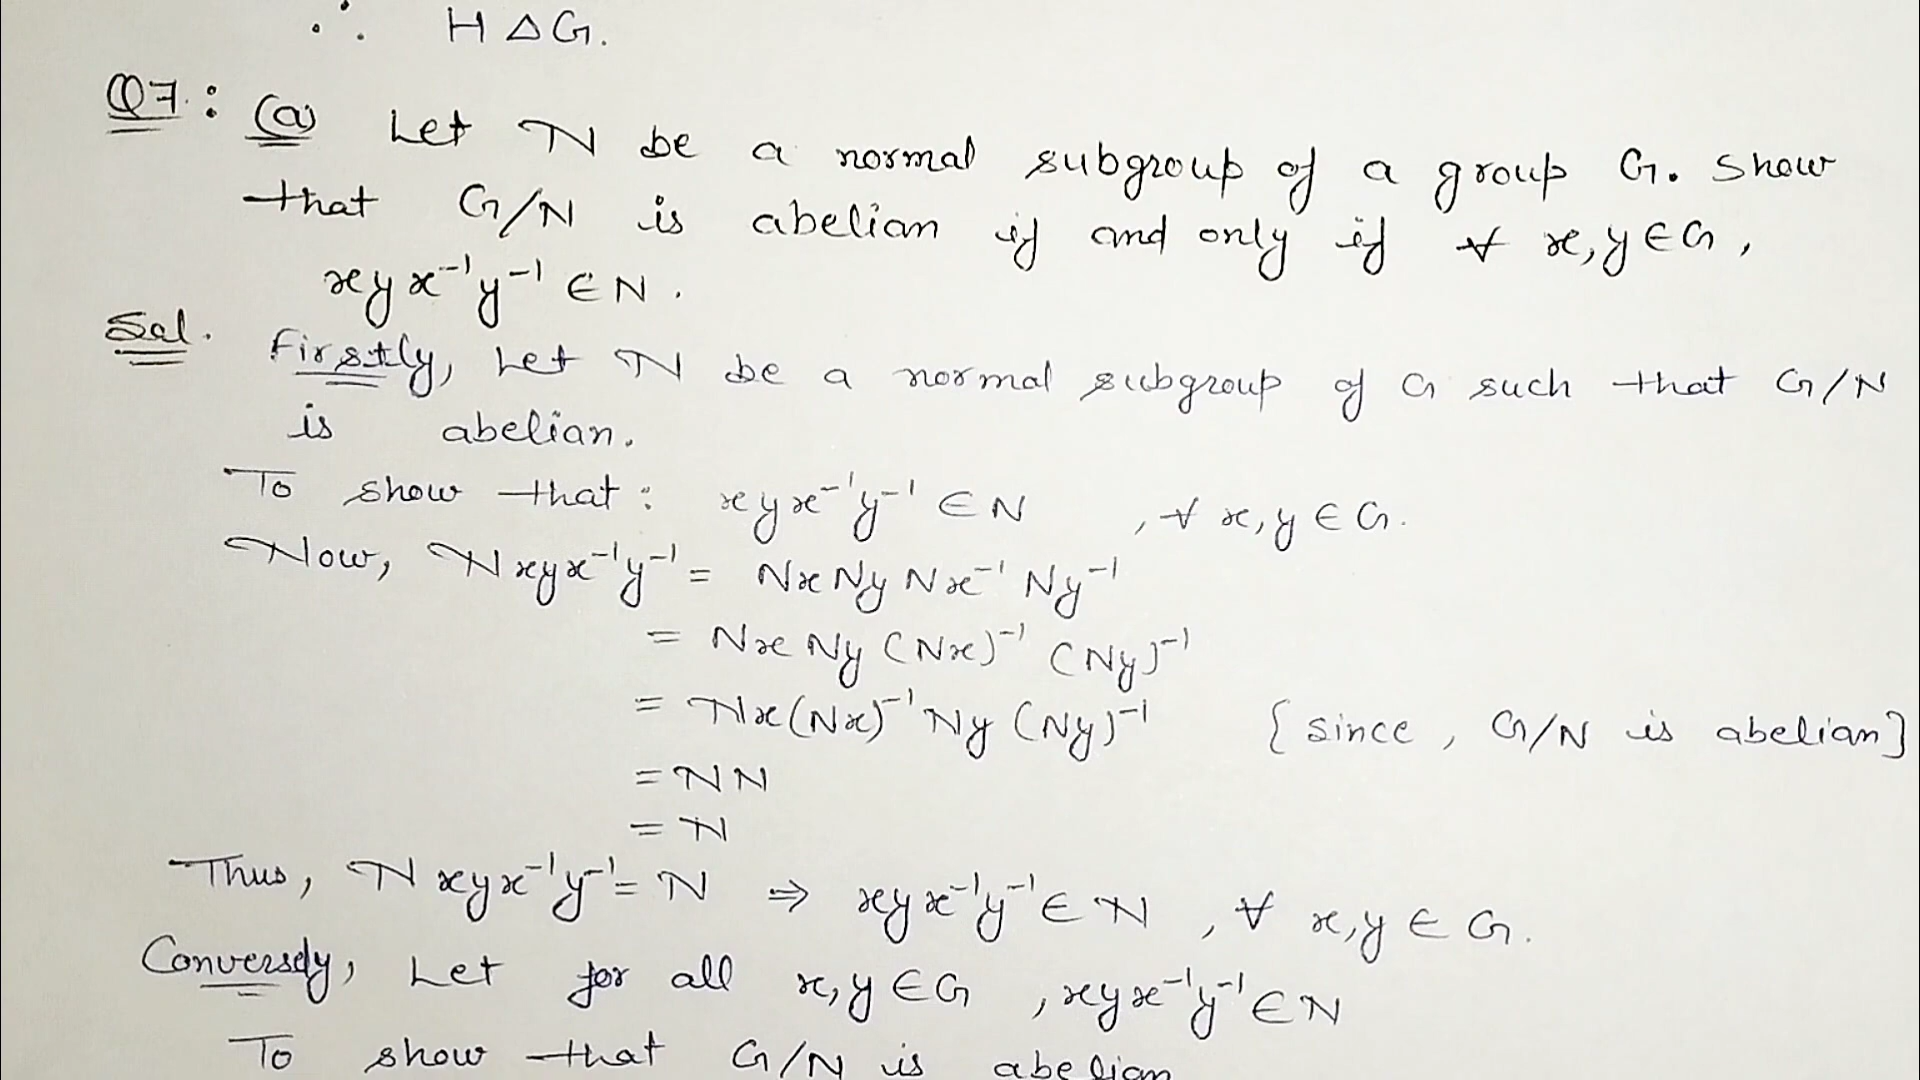 ∴ H △ G.
Q7: (a) Let N be a normal subgroup of a group G. Show
that G/N is abelian if and only if ∀ x,y ∈ G,
xyx⁻¹y⁻¹ ∈ N.
Sol. Firstly, Let N be a normal subgroup of G such that G/N
is abelian.
To show that: xyx⁻¹y⁻¹ ∈ N , ∀ x,y ∈ G.
Now, Nxyx⁻¹y⁻¹ = Nx Ny Nx⁻¹ Ny⁻¹
= Nx Ny (Nx)⁻¹ (Ny)⁻¹
= Nx(Nx)⁻¹ Ny (Ny)⁻¹ {since, G/N is abelian}
= NN
= N
Thus, Nxyx⁻¹y⁻¹ = N ⇒ xyx⁻¹y⁻¹ ∈ N , ∀ x,y ∈ G.
Conversely, Let for all x,y ∈ G , xyx⁻¹y⁻¹ ∈ N
To show that G/N is abelian